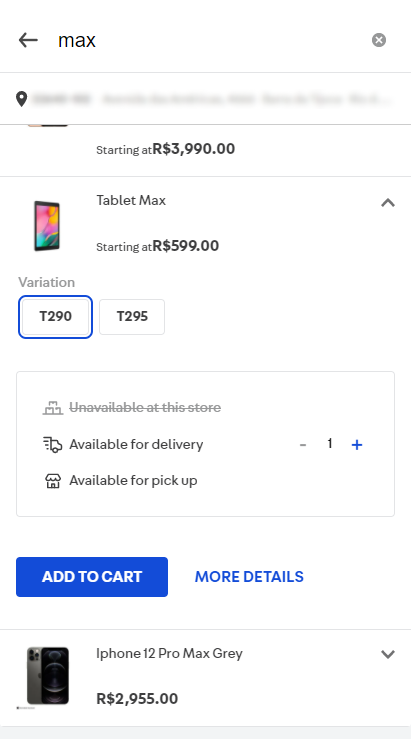 max
Starting at R$3,990.00
Tablet Max
Starting at R$599.00
Variation
T290 T295
Unavailable at this store
Available for delivery - 1 +
Available for pick up
ADD TO CART MORE DETAILS
Iphone 12 Pro Max Grey
R$2,955.00